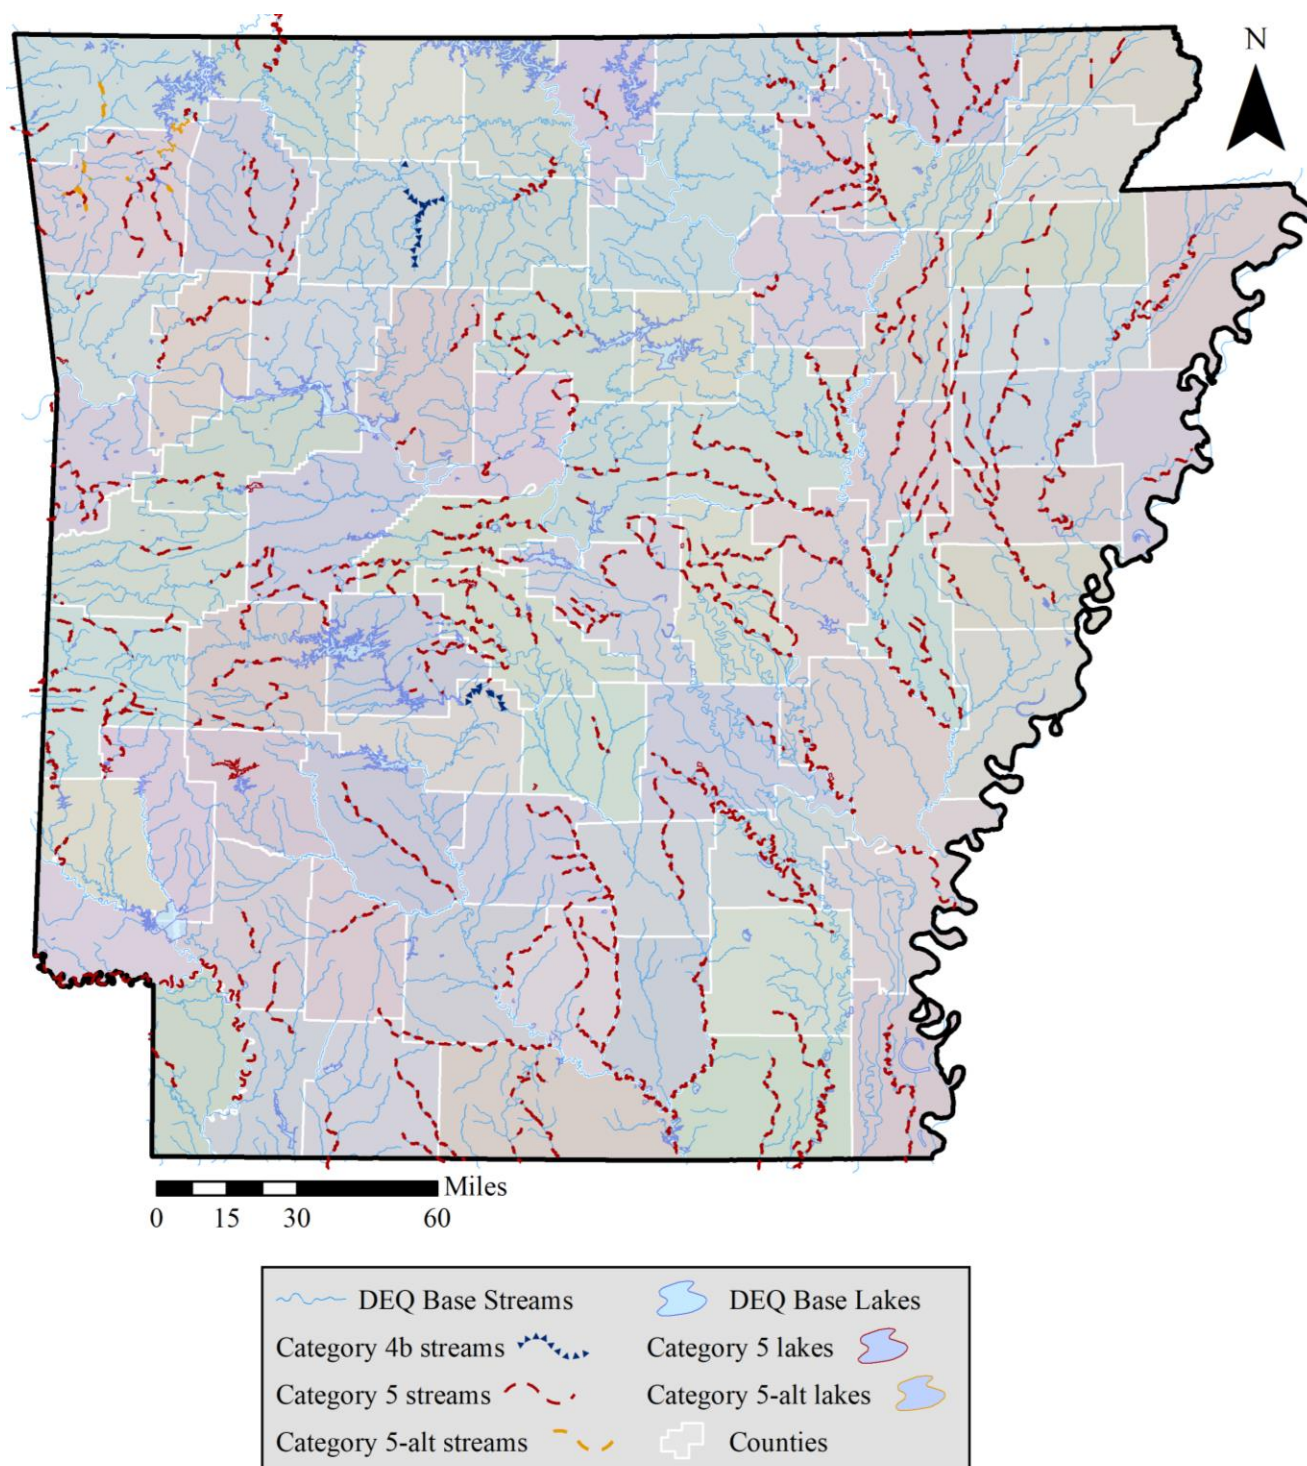 N
Miles
0 15 30 60
DEQ Base Streams DEQ Base Lakes
Category 4b streams Category 5 lakes
Category 5 streams Category 5-alt lakes
Category 5-alt streams Counties